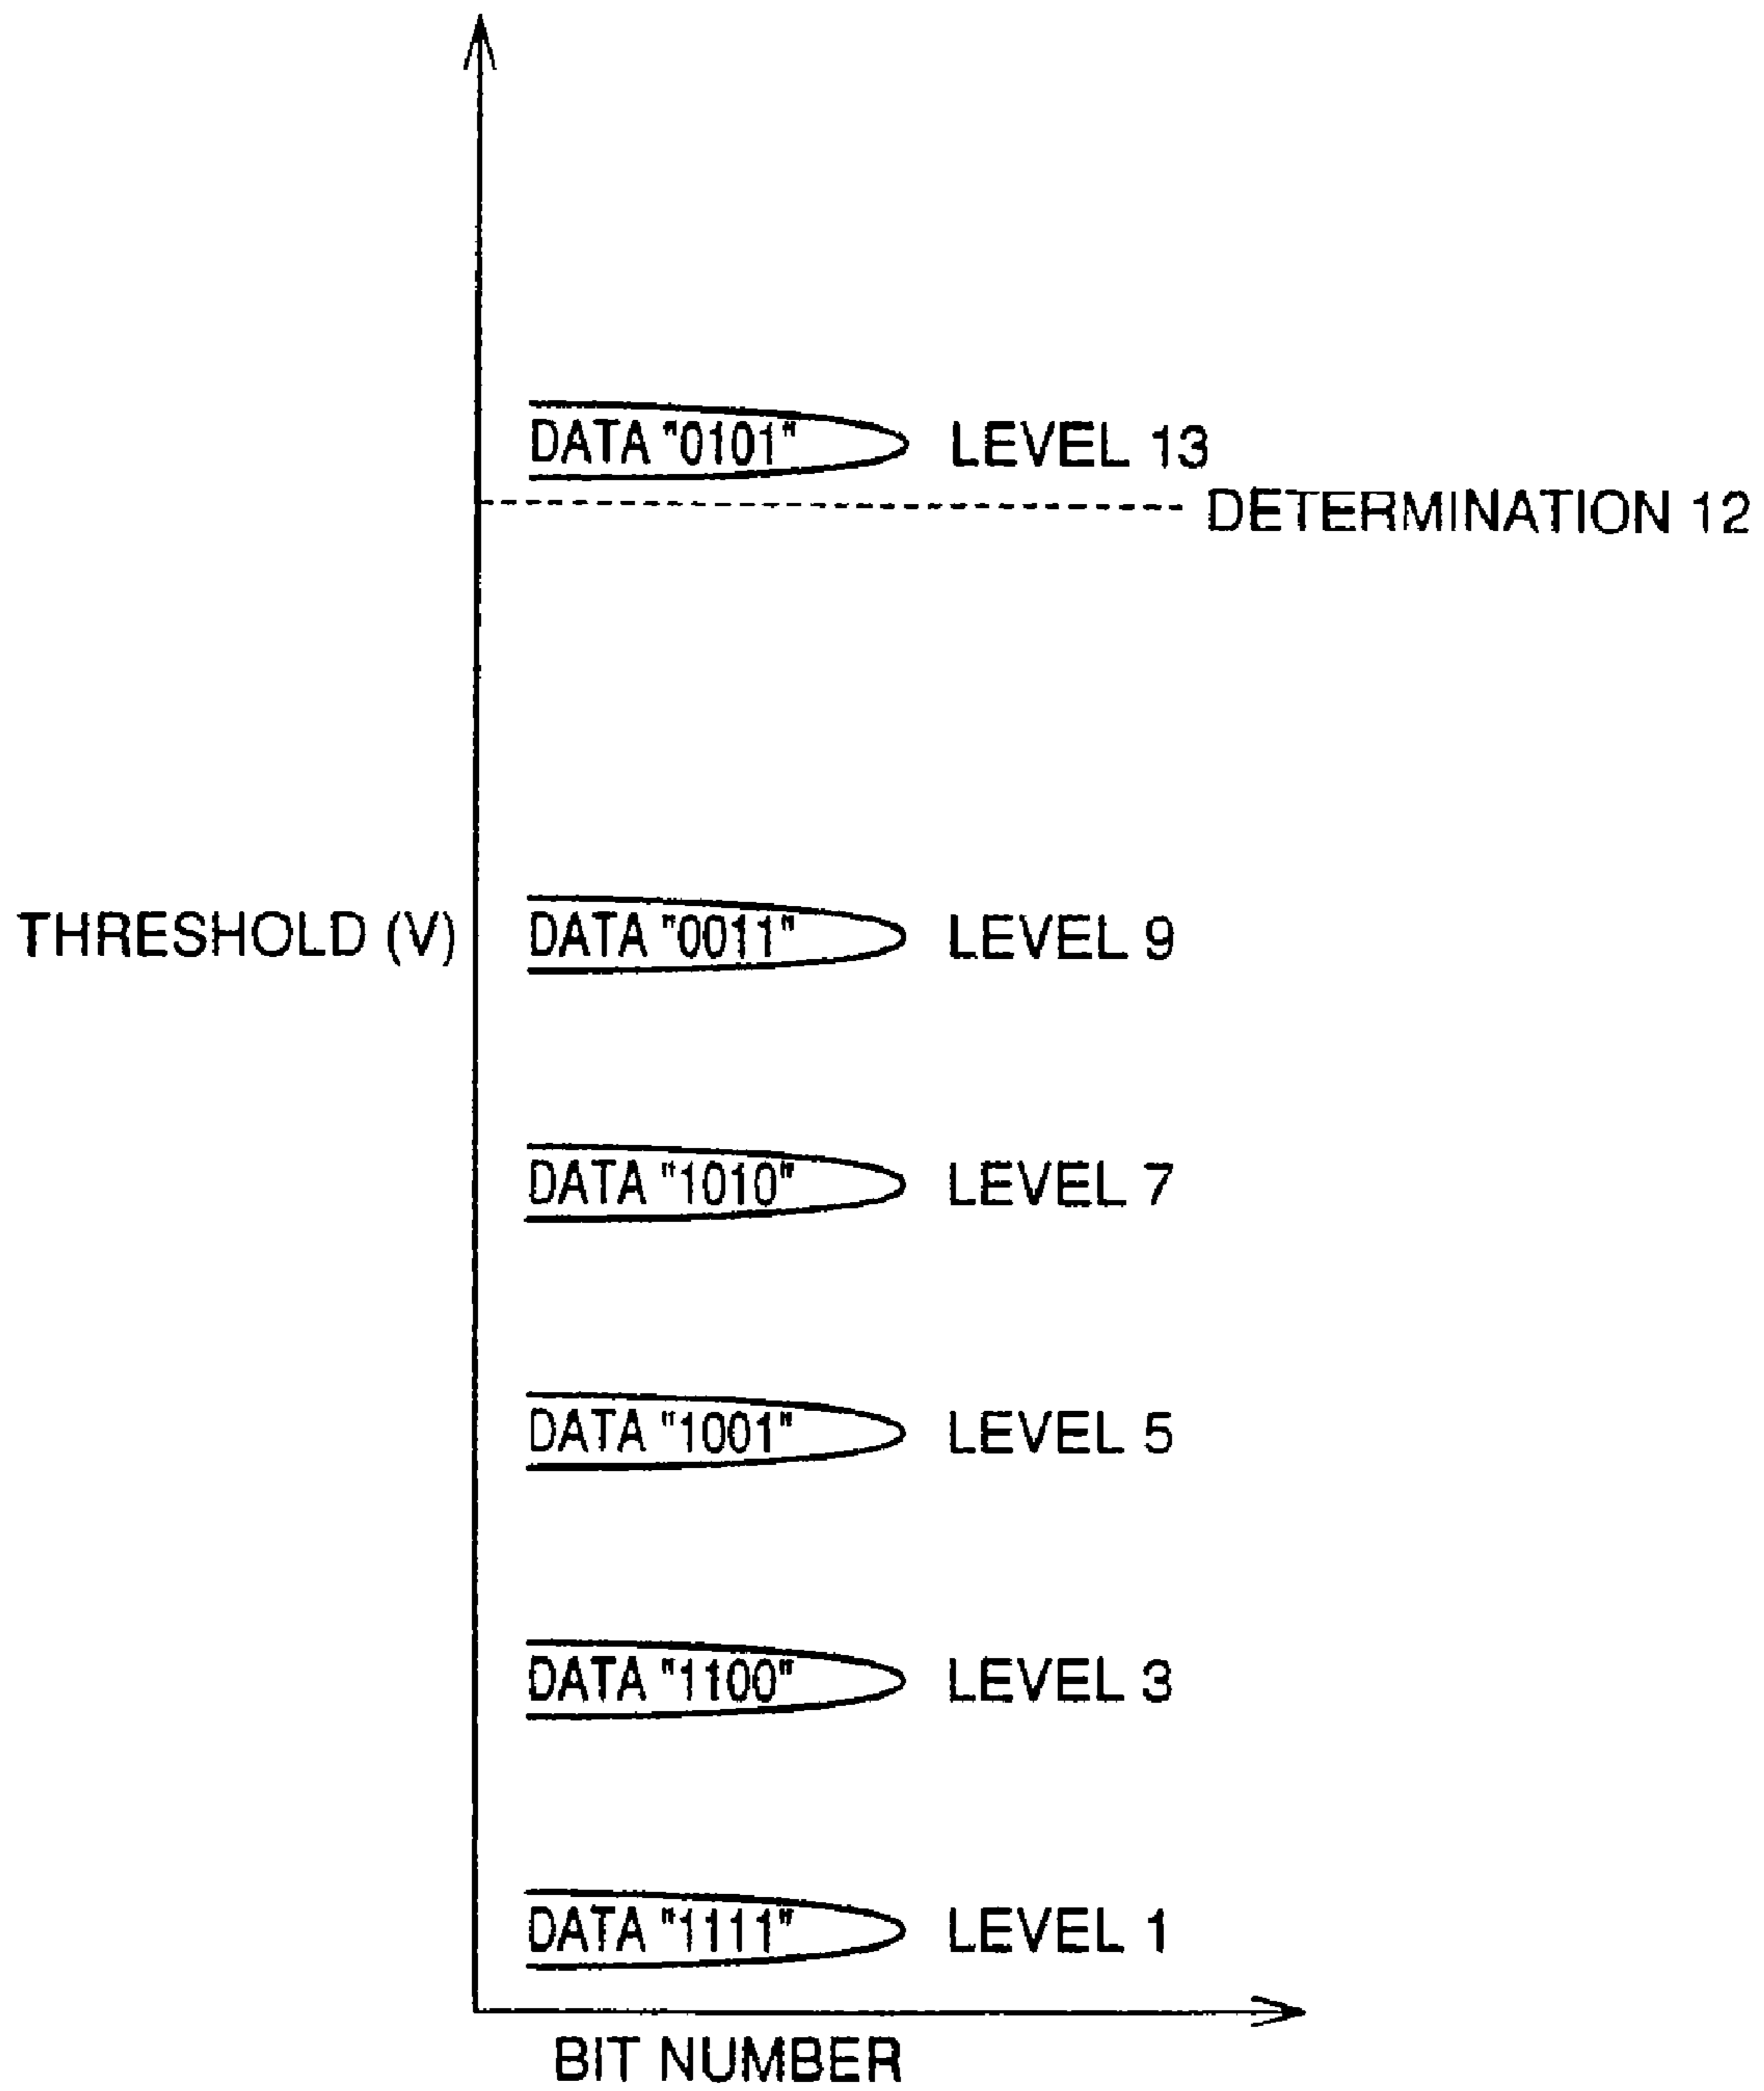 DATA "0101" LEVEL 13
DETERMINATION 12
THRESHOLD (V) DATA "0011" LEVEL 9
DATA "1010" LEVEL 7
DATA "1001" LEVEL 5
DATA "1100" LEVEL 3
DATA "1111" LEVEL 1
BIT NUMBER